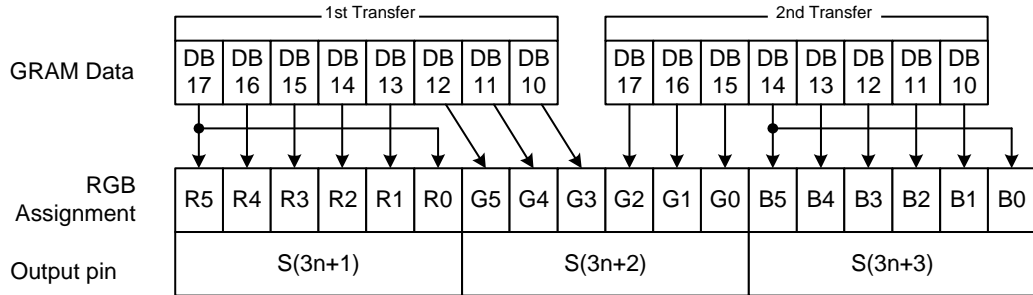 1st Transfer 2nd Transfer
GRAM Data
DB DB DB DB DB DB DB DB DB DB DB DB DB DB DB DB
17 16 15 14 13 12 11 10 17 16 15 14 13 12 11 10
RGB
Assignment
R5 R4 R3 R2 R1 R0 G5 G4 G3 G2 G1 G0 B5 B4 B3 B2 B1 B0
Output pin
S(3n+1) S(3n+2) S(3n+3)